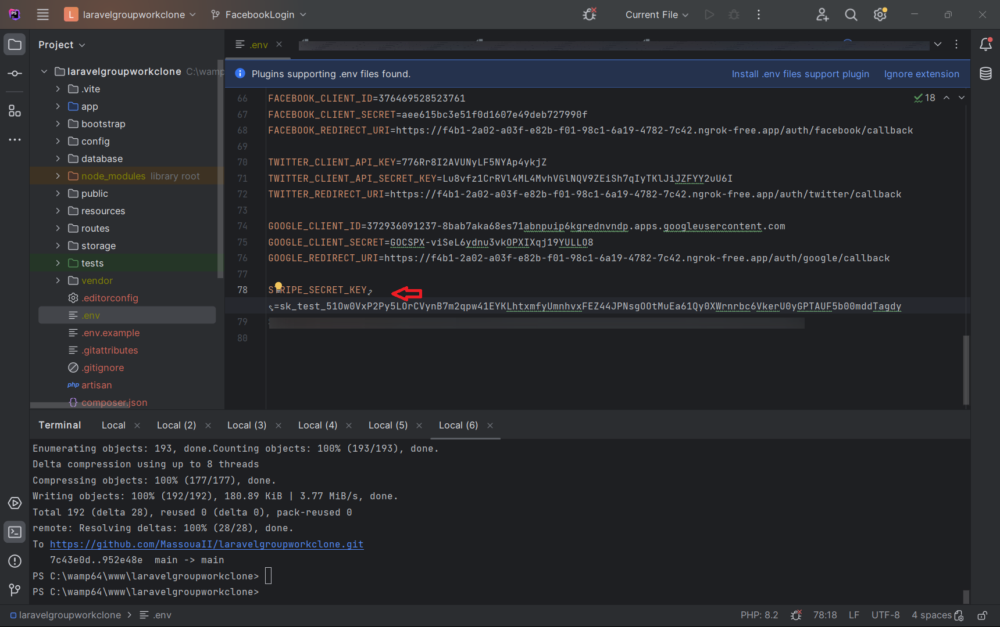 PS
L
laravelgroupworkclone
FacebookLogin
Current File
Project
.env
laravelgroupworkclone C:\wamp
.vite
app
bootstrap
config
database
node_modules library root
public
resources
routes
storage
tests
vendor
.editorconfig
.env
.env.example
.gitattributes
.gitignore
php artisan
composer.json
Plugins supporting .env files found.
Install .env files support plugin
Ignore extension
18
66 FACEBOOK_CLIENT_ID=376469528523761
67 FACEBOOK_CLIENT_SECRET=aee615bc3e51f0d1607e49deb727990f
68 FACEBOOK_REDIRECT_URI=https://f4b1-2a02-a03f-e82b-f01-98c1-6a19-4782-7c42.ngrok-free.app/auth/facebook/callback
69
70 TWITTER_CLIENT_API_KEY=776Rr8I2AVUNyLF5NYAp4ykjZ
71 TWITTER_CLIENT_API_SECRET_KEY=Lu8vfz1CrRVl4ML4MvhVGlNQV9ZEiSh7qIyTKlJiJZFYY2uU6I
72 TWITTER_REDIRECT_URI=https://f4b1-2a02-a03f-e82b-f01-98c1-6a19-4782-7c42.ngrok-free.app/auth/twitter/callback
73
74 GOOGLE_CLIENT_ID=372936091237-8bab7aka68es71abnpuip6kgrednvndp.apps.googleusercontent.com
75 GOOGLE_CLIENT_SECRET=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
76 GOOGLE_REDIRECT_URI=https://f4b1-2a02-a03f-e82b-f01-98c1-6a19-4782-7c42.ngrok-free.app/auth/google/callback
77
78 STRIPE_SECRET_KEY
=sk_test_51Ow0VxP2Py5LOrCVynB7m2qpw41EYKLhtxmfyUmnhvxFEZ44JPNsgOOtMuEa61Qy0XWrnrbc6VkerU0yGPTAUF5b00mddTagdy
79
80
Terminal
Local
Local (2)
Local (3)
Local (4)
Local (5)
Local (6)
Enumerating objects: 193, done.Counting objects: 100% (193/193), done.
Delta compression using up to 8 threads
Compressing objects: 100% (177/177), done.
Writing objects: 100% (192/192), 180.89 KiB | 3.77 MiB/s, done.
Total 192 (delta 28), reused 0 (delta 0), pack-reused 0
remote: Resolving deltas: 100% (28/28), done.
To https://github.com/MassouaII/laravelgroupworkclone.git
7c43e0d..952e48e main -> main
PS C:\wamp64\www\laravelgroupworkclone>
PS C:\wamp64\www\laravelgroupworkclone>
laravelgroupworkclone > .env
PHP: 8.2
78:18
LF
UTF-8
4 spaces